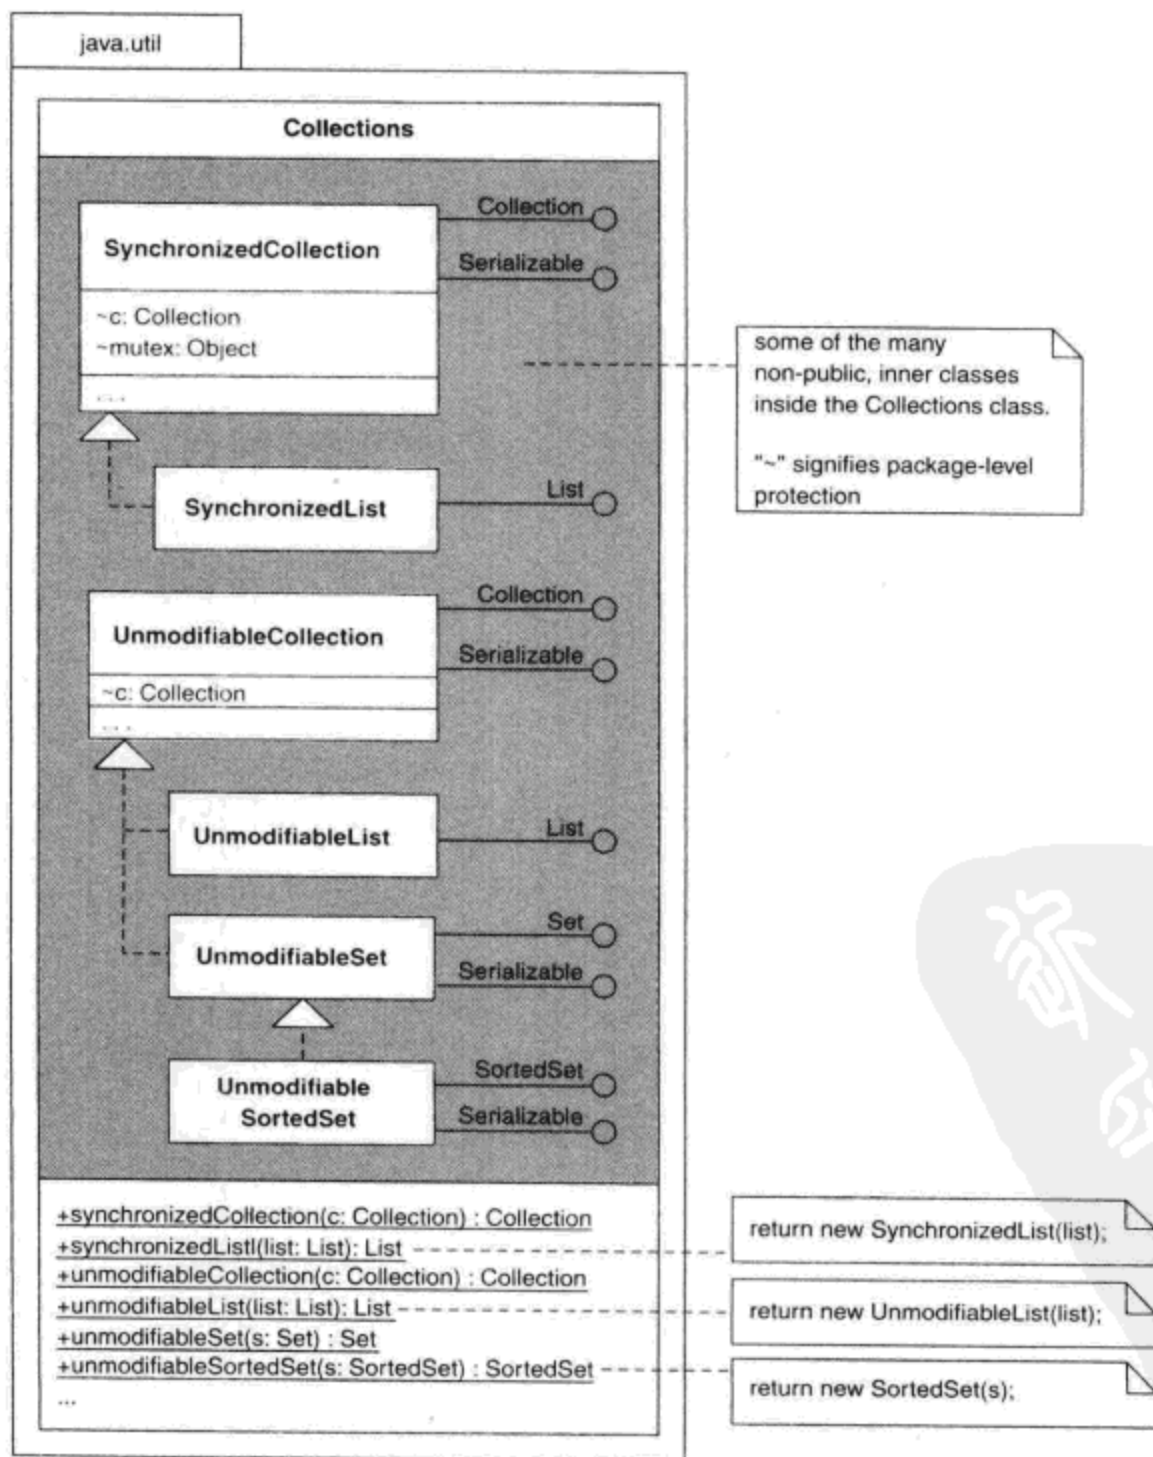 java.util
Collections
SynchronizedCollection
Collection
Serializable
~c: Collection
~mutex: Object
...
SynchronizedList
List
UnmodifiableCollection
Collection
Serializable
~c: Collection
...
UnmodifiableList
List
UnmodifiableSet
Set
Serializable
Unmodifiable
SortedSet
SortedSet
Serializable
some of the many
non-public, inner classes
inside the Collections class.
"~" signifies package-level
protection
+synchronizedCollection(c: Collection) : Collection
+synchronizedListl(list: List): List
+unmodifiableCollection(c: Collection) : Collection
+unmodifiableList(list: List): List
+unmodifiableSet(s: Set) : Set
+unmodifiableSortedSet(s: SortedSet) : SortedSet
...
return new SynchronizedList(list);
return new UnmodifiableList(list);
return new SortedSet(s);